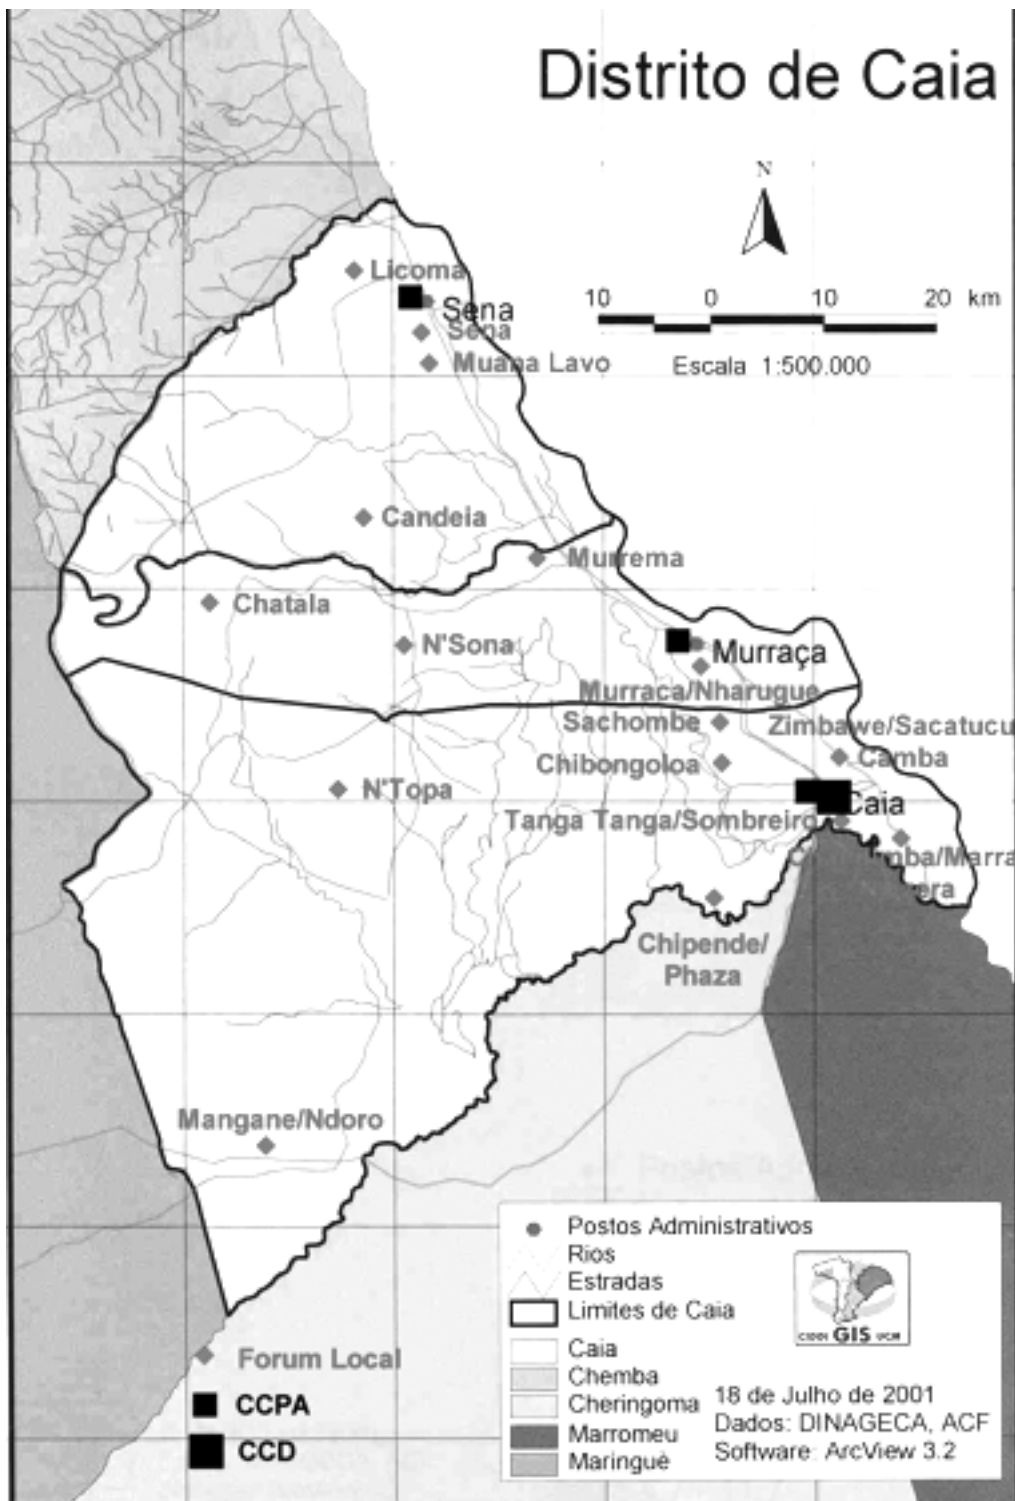 Distrito de Caia
N
10 0 10 20 km
Escala 1:500.000
Licoma
Sena
Sena
Muana Lavo
Candeia
Murrema
Chatala
N'Sona
Murraça
Murraca/Nharugue
Sachombe
Zimbawe/Sacatucu
Chibongoloa
Camba
N'Topa
Caia
Tanga Tanga/Sombreiro
Chipende/
Phaza
Mangane/Ndoro
Postos Administrativos
Rios
Estradas
Limites de Caia
Caia
Chemba
Cheringoma
Marromeu
Maringuè
GIS UCM
18 de Julho de 2001
Dados: DINAGECA, ACF
Software: ArcView 3.2
Forum Local
CCPA
CCD